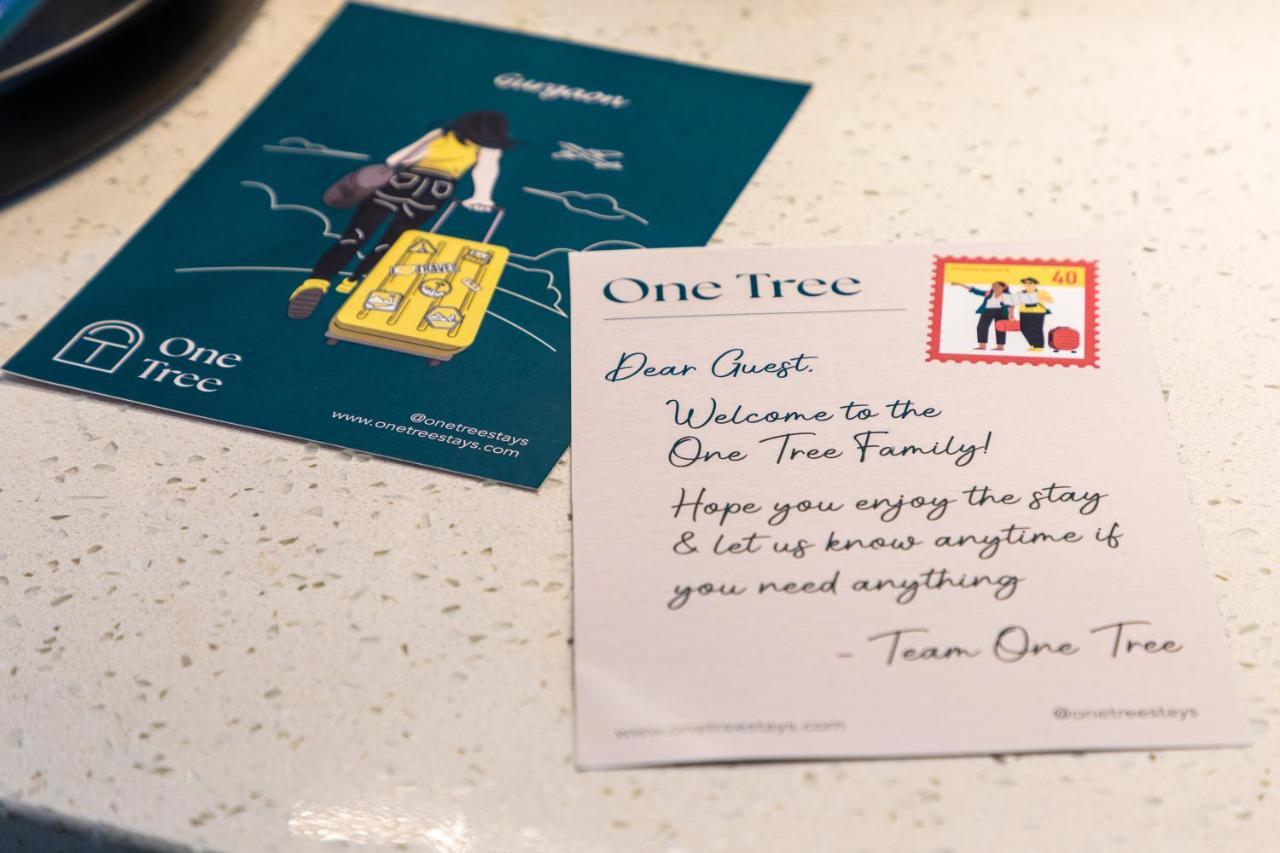 Gurgaon
TRAVEL
One
Tree
@onetreestays
www.onetreestays.com
One Tree
40
Dear Guest.
Welcome to the
One Tree Family!
Hope you enjoy the stay
& let us know anytime if
you need anything
- Team One Tree
www.onetreestays.com
@onetreestays